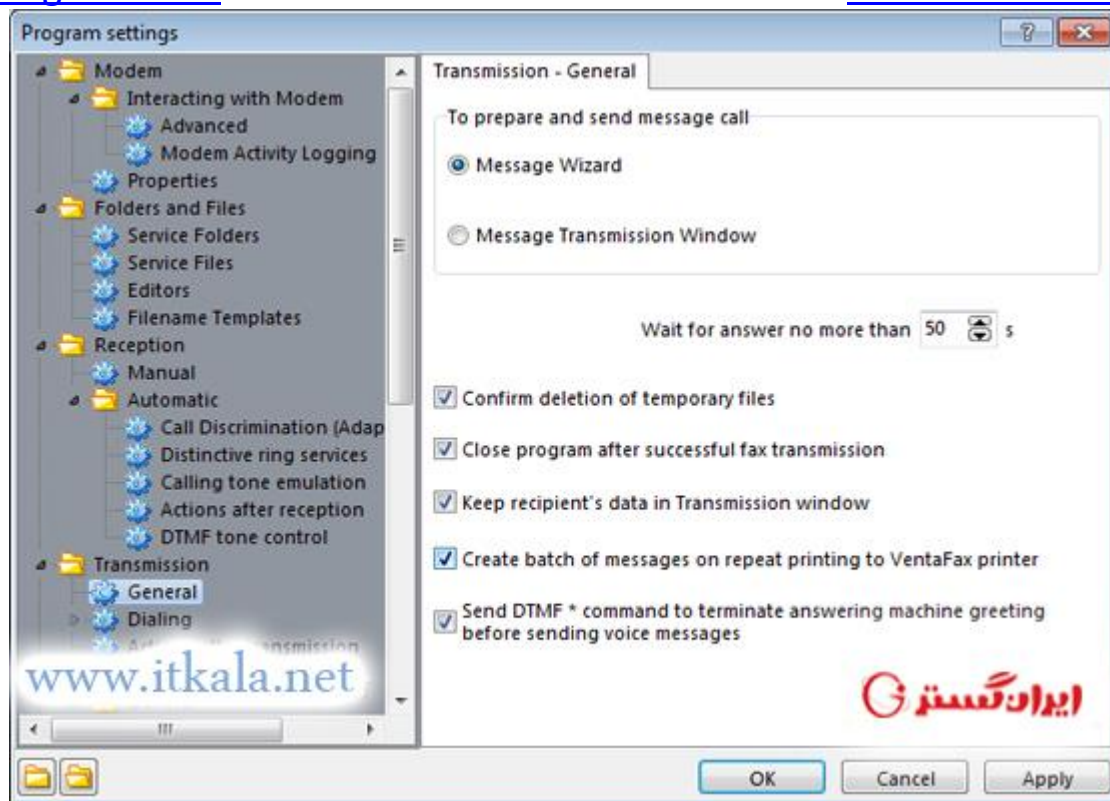 Program settings
Modem
Interacting with Modem
Advanced
Modem Activity Logging
Properties
Folders and Files
Service Folders
Service Files
Editors
Filename Templates
Reception
Manual
Automatic
Call Discrimination (Adap
Distinctive ring services
Calling tone emulation
Actions after reception
DTMF tone control
Transmission
General
Dialing
www.itkala.net
Transmission - General
To prepare and send message call
Message Wizard
Message Transmission Window
Wait for answer no more than 50 s
Confirm deletion of temporary files
Close program after successful fax transmission
Keep recipient's data in Transmission window
Create batch of messages on repeat printing to VentaFax printer
Send DTMF * command to terminate answering machine greeting
before sending voice messages
ایران گستر
OK Cancel Apply